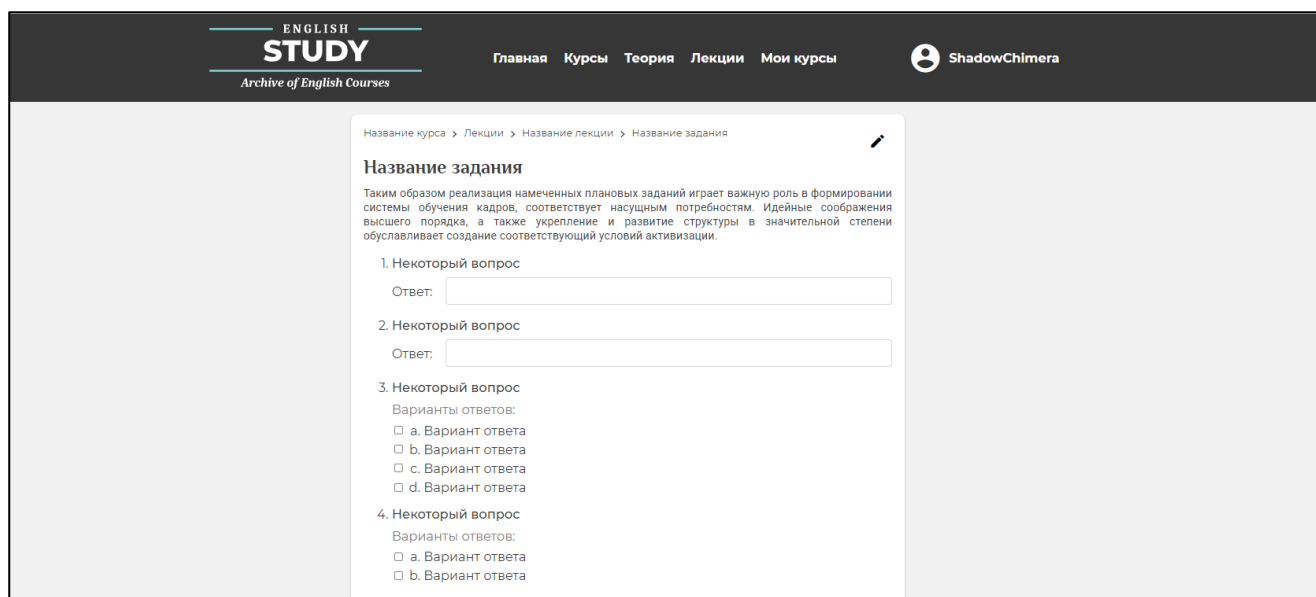 ENGLISH
STUDY
Archive of English Courses
Главная Курсы Теория Лекции Мои курсы
ShadowChimera
Название курса > Лекции > Название лекции > Название задания
Название задания
Таким образом реализация намеченных плановых заданий играет важную роль в формировании
системы обучения кадров, соответствует насущным потребностям. Идейные соображения
высшего порядка, а также укрепление и развитие структуры в значительной степени
обуславливает создание соответствующий условий активизации.
1. Некоторый вопрос
Ответ:
2. Некоторый вопрос
Ответ:
3. Некоторый вопрос
Варианты ответов:
a. Вариант ответа
b. Вариант ответа
c. Вариант ответа
d. Вариант ответа
4. Некоторый вопрос
Варианты ответов:
a. Вариант ответа
b. Вариант ответа